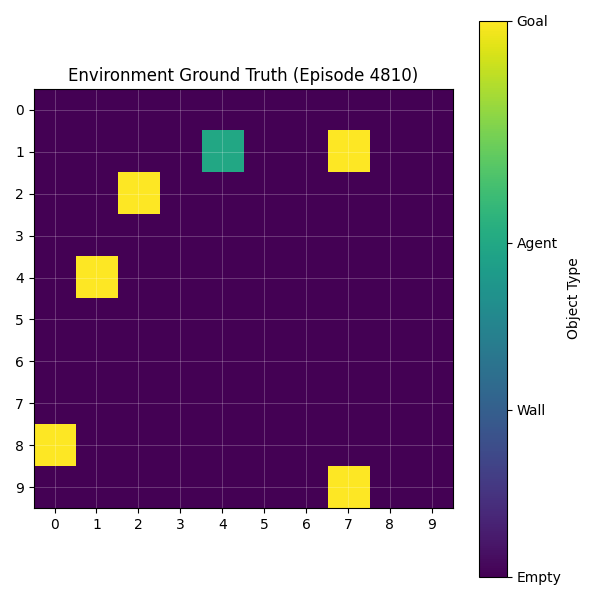 Environment Ground Truth (Episode 4810)
0
1
2
3
4
5
6
7
8
9
0 1 2 3 4 5 6 7 8 9
Goal
Agent
Wall
Empty
Object Type